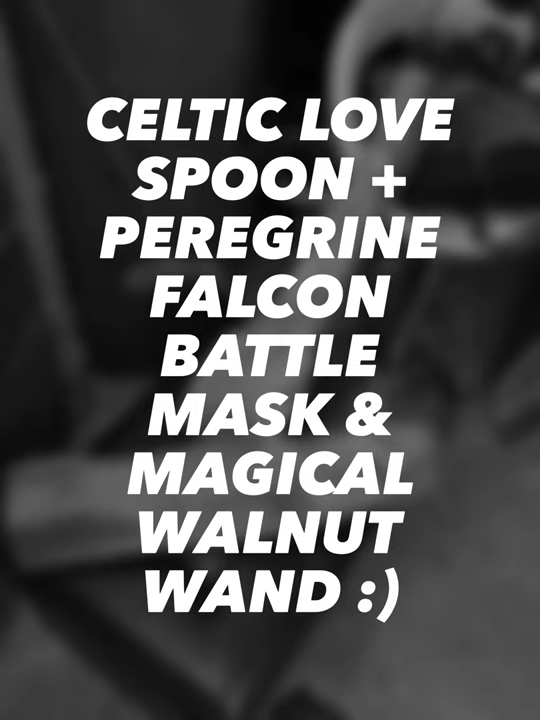 CELTIC LOVE
SPOON +
PEREGRINE
FALCON
BATTLE
MASK &
MAGICAL
WALNUT
WAND :)